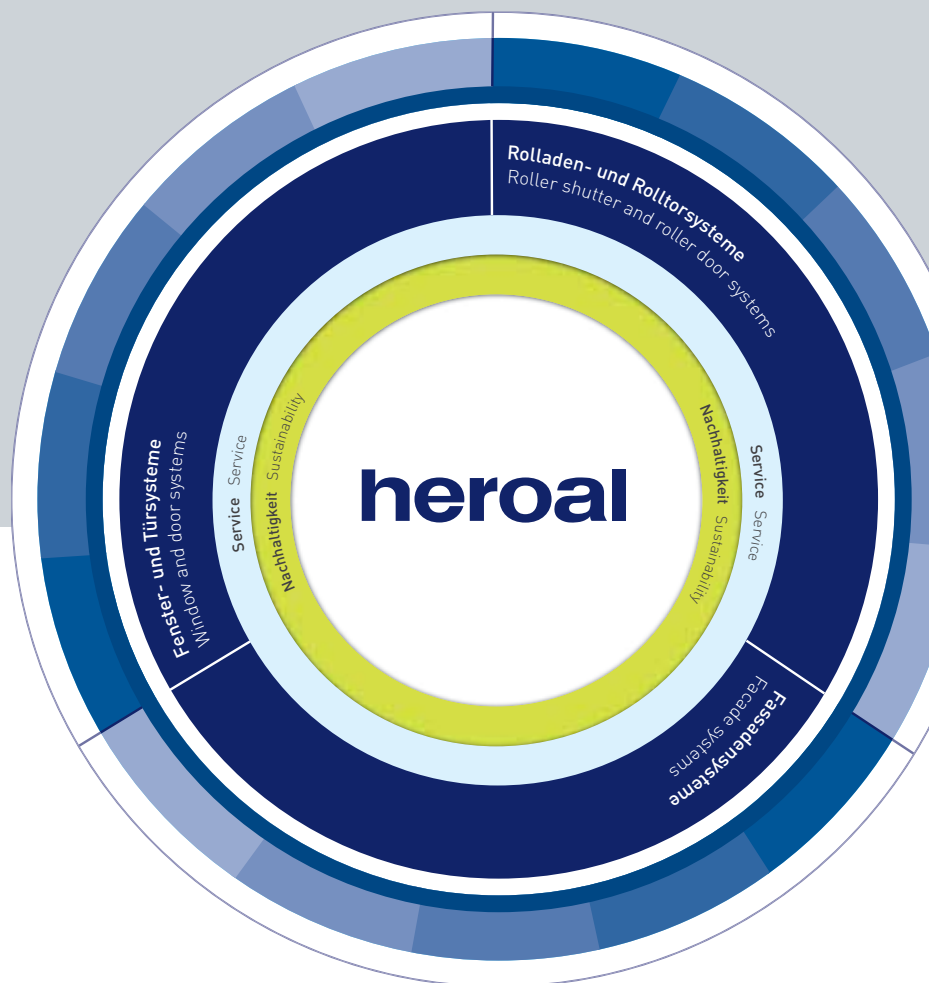 Rolladen- und Rolltorsysteme
Roller shutter and roller door systems
Fenster- und Türsysteme
Window and door systems
Service Service
Nachhaltigkeit Sustainability
heroal
Nachhaltigkeit Sustainability
Service Service
Fassadensysteme
Facade systems